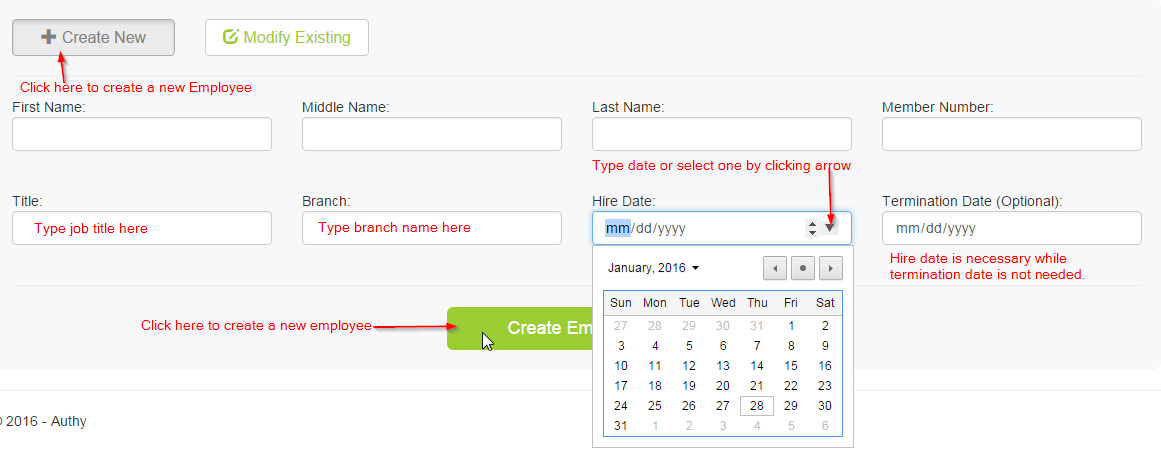 Create New
Modify Existing
Click here to create a new Employee
First Name:
Middle Name:
Last Name:
Member Number:
Type date or select one by clicking arrow
Title:
Branch:
Hire Date:
Termination Date (Optional):
Type job title here
Type branch name here
mm/dd/yyyy
mm/dd/yyyy
Hire date is necessary while
termination date is not needed.
January, 2016
Sun Mon Tue Wed Thu Fri Sat
27 28 29 30 31 1 2
3 4 5 6 7 8 9
10 11 12 13 14 15 16
17 18 19 20 21 22 23
24 25 26 27 28 29 30
31 1 2 3 4 5 6
Click here to create a new employee
Create Em
© 2016 - Authy